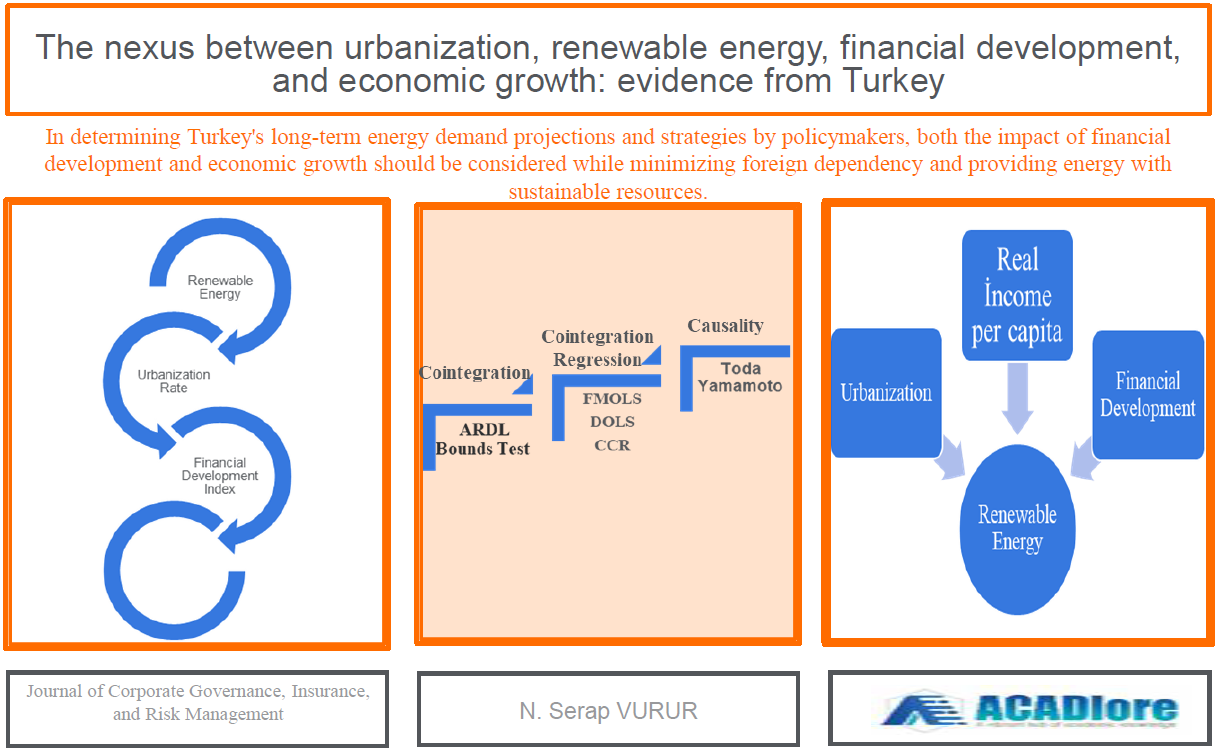 The nexus between urbanization, renewable energy, financial development,
and economic growth: evidence from Turkey
In determining Turkey's long-term energy demand projections and strategies by policymakers, both the impact of financial
development and economic growth should be considered while minimizing foreign dependency and providing energy with
sustainable resources.
Renewable
Energy
Urbanization
Rate
Financial
Development
Index
Cointegration
ARDL
Bounds Test
Cointegration
Regression
FMOLS
DOLS
CCR
Causality
Toda
Yamamoto
Real
İncome
per capita
Urbanization
Financial
Development
Renewable
Energy
Journal of Corporate Governance, Insurance,
and Risk Management
N. Serap VURUR
ACADlore